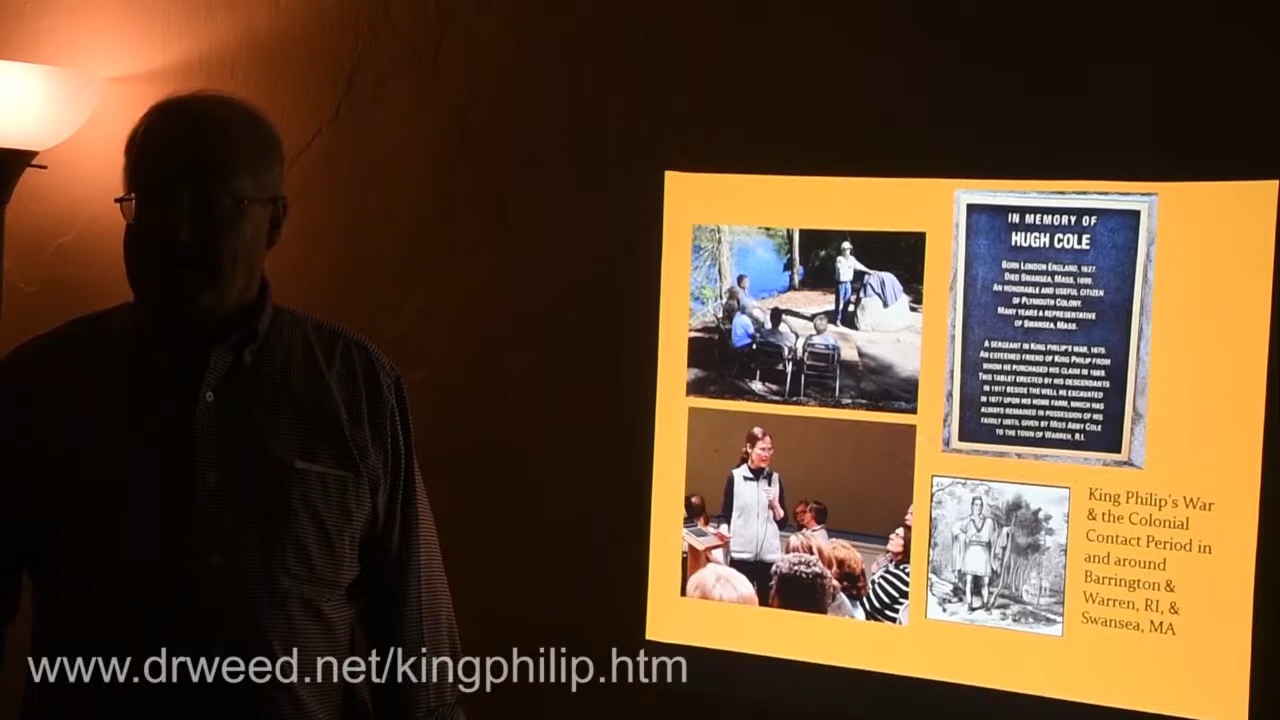 IN MEMORY OF
HUGH COLE
BORN LONDON ENGLAND, 1627.
DIED SWANSEA, MASS, 1699.
AN HONORABLE AND USEFUL CITIZEN
OF PLYMOUTH COLONY.
MANY YEARS A REPRESENTATIVE
OF SWANSEA, MASS.
A SERGEANT IN KING PHILIP'S WAR, 1675.
AN ESTEEMED FRIEND OF KING PHILIP FROM
WHOM HE PURCHASED HIS CLAIM IN 1669.
THIS TABLET ERECTED BY HIS DESCENDANTS
IN 1917 BESIDE THE WELL HE EXCAVATED
IN 1677 UPON HIS HOME FARM, WHICH HAS
ALWAYS REMAINED IN POSSESSION OF HIS
FAMILY UNTIL GIVEN BY MISS ABBY COLE
TO THE TOWN OF WARREN, R.I.
King Philip's War
& the Colonial
Contact Period in
and around
Barrington &
Warren, RI, &
Swansea, MA
www.drweed.net/kingphilip.htm